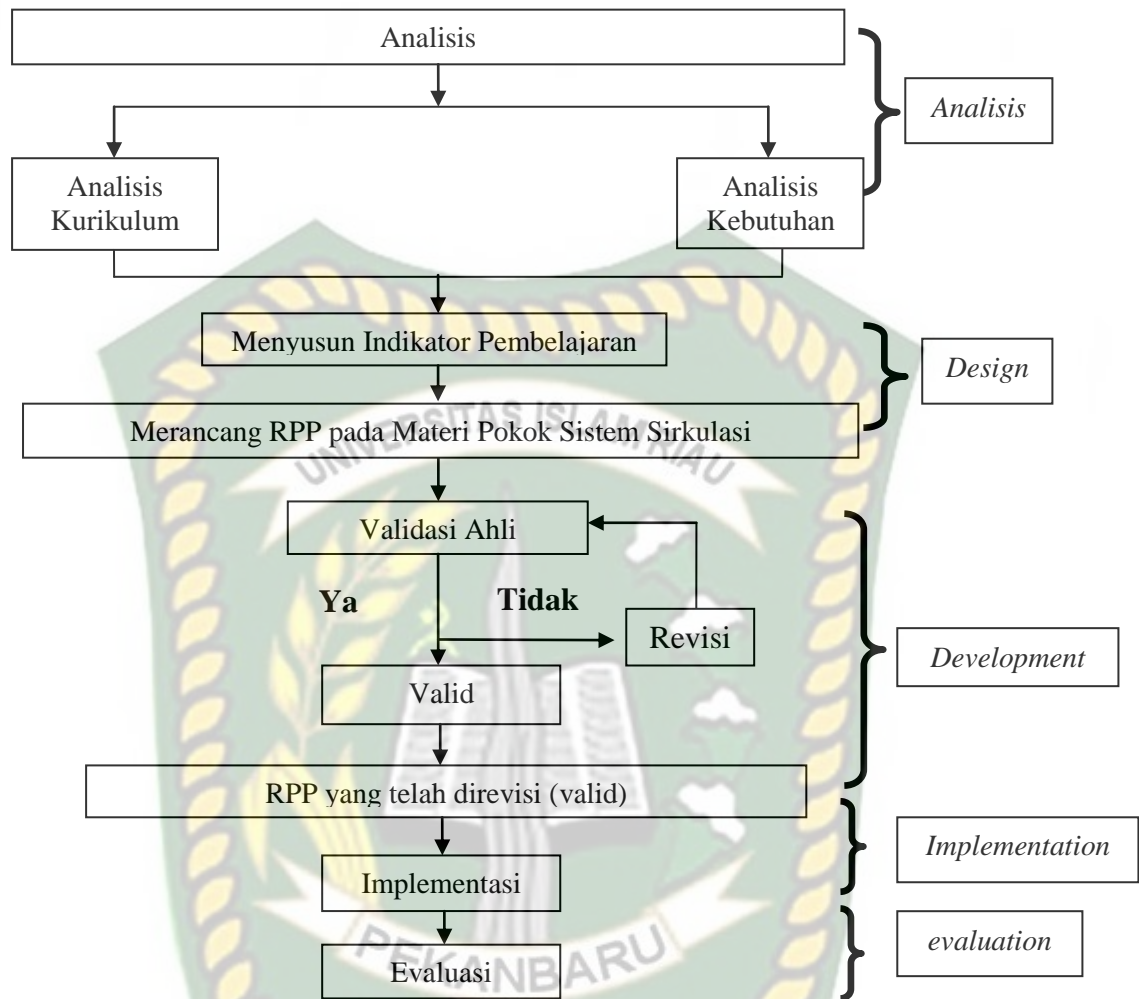 Analisis
Analisis
Analisis
Kurikulum
Analisis
Kebutuhan
Menyusun Indikator Pembelajaran
Design
Merancang RPP pada Materi Pokok Sistem Sirkulasi
UNIVERSITAS ISLAM RIAU
Validasi Ahli
Ya
Tidak
Revisi
Development
Valid
RPP yang telah direvisi (valid)
Implementation
Implementasi
PEKANBARU
evaluation
Evaluasi